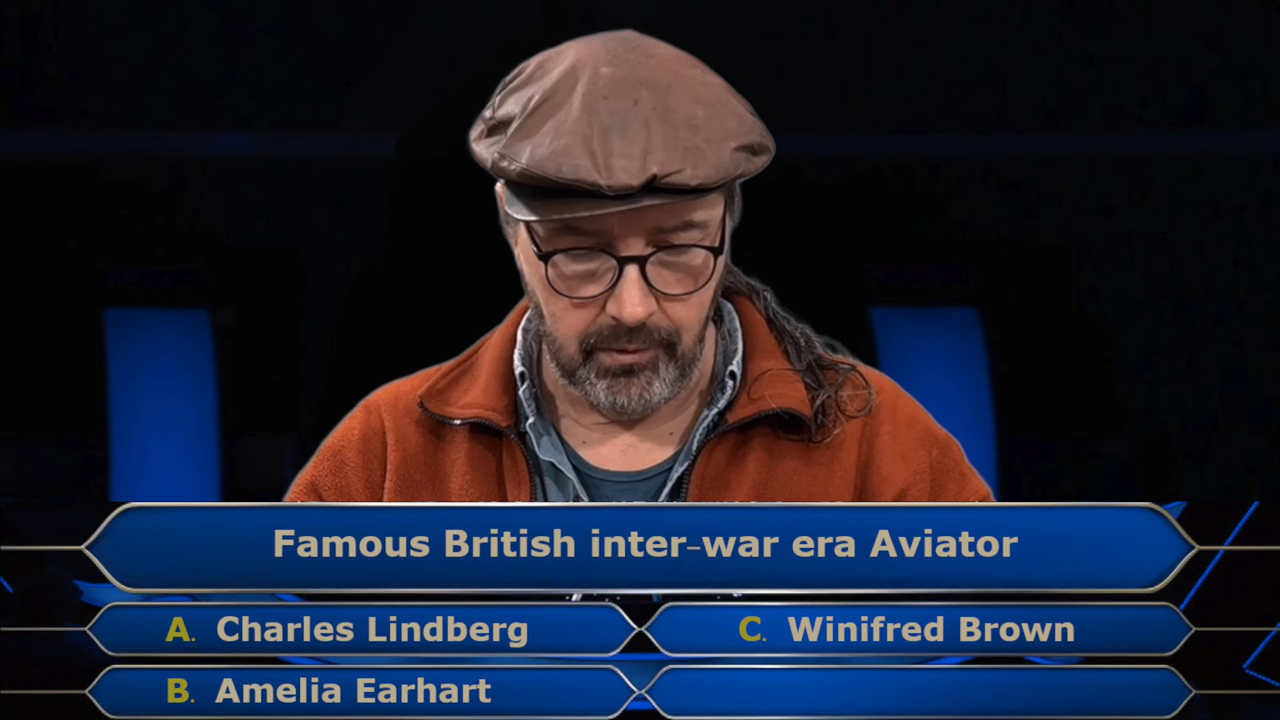 Famous British inter-war era Aviator
A. Charles Lindberg
C. Winifred Brown
B. Amelia Earhart